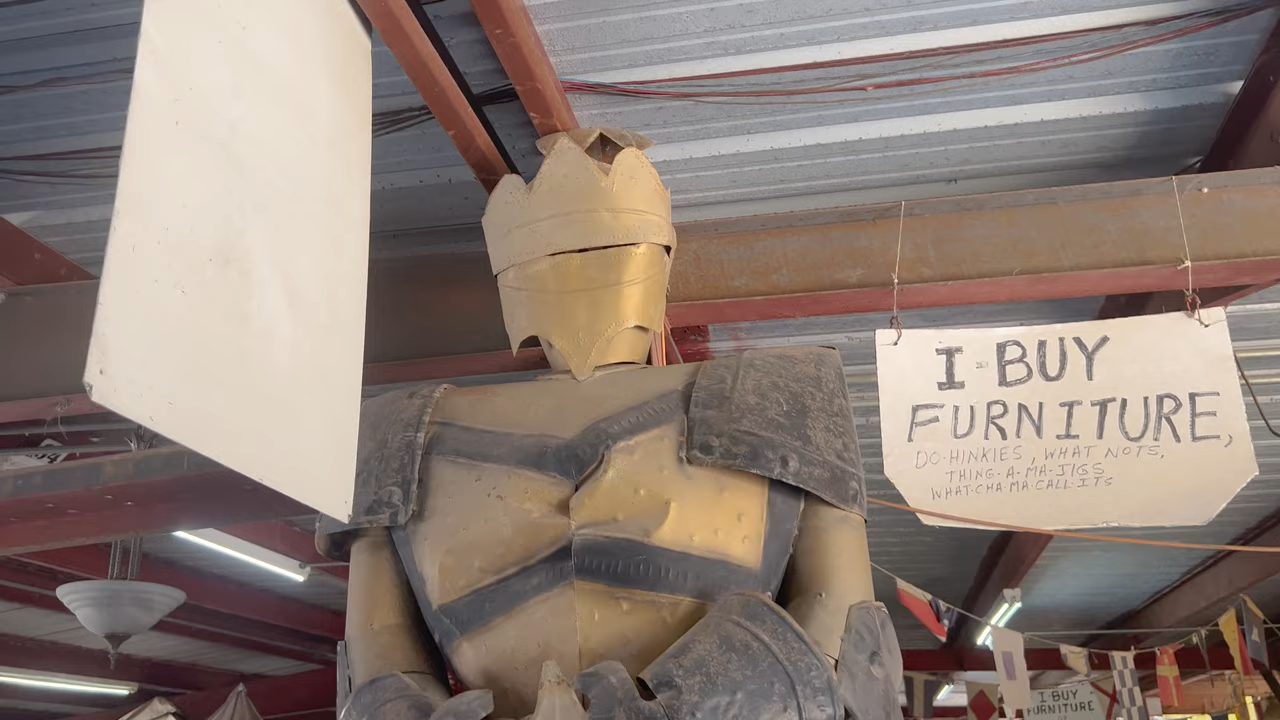 I BUY
FURNITURE,
DO-HINKIES, WHAT NOTS,
THING-A-MA-JIGS
WHAT-CHA-MA-CALL-ITS
I BUY
FURNITURE